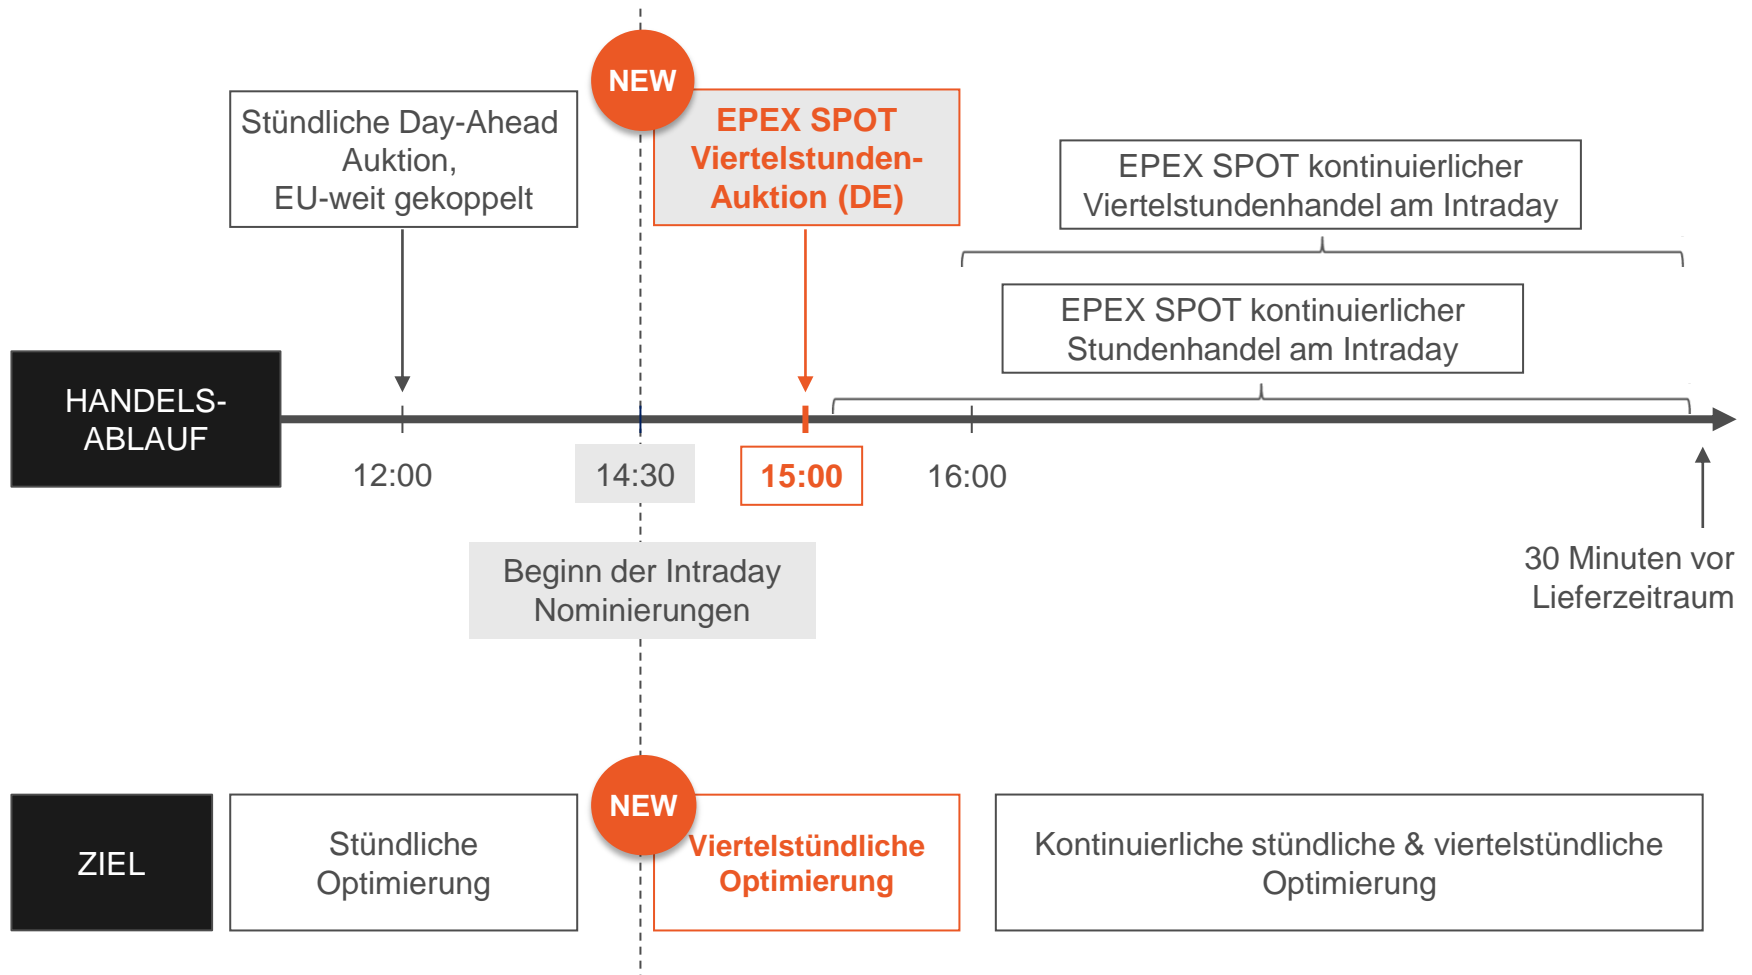 NEW
Stündliche Day-Ahead
Auktion,
EU-weit gekoppelt
EPEX SPOT
Viertelstunden-
Auktion (DE)
EPEX SPOT kontinuierlicher
Viertelstundenhandel am Intraday
EPEX SPOT kontinuierlicher
Stundenhandel am Intraday
HANDELS-
ABLAUF
12:00
14:30
15:00
16:00
Beginn der Intraday
Nominierungen
30 Minuten vor
Lieferzeitraum
NEW
ZIEL
Stündliche
Optimierung
Viertelstündliche
Optimierung
Kontinuierliche stündliche & viertelstündliche
Optimierung